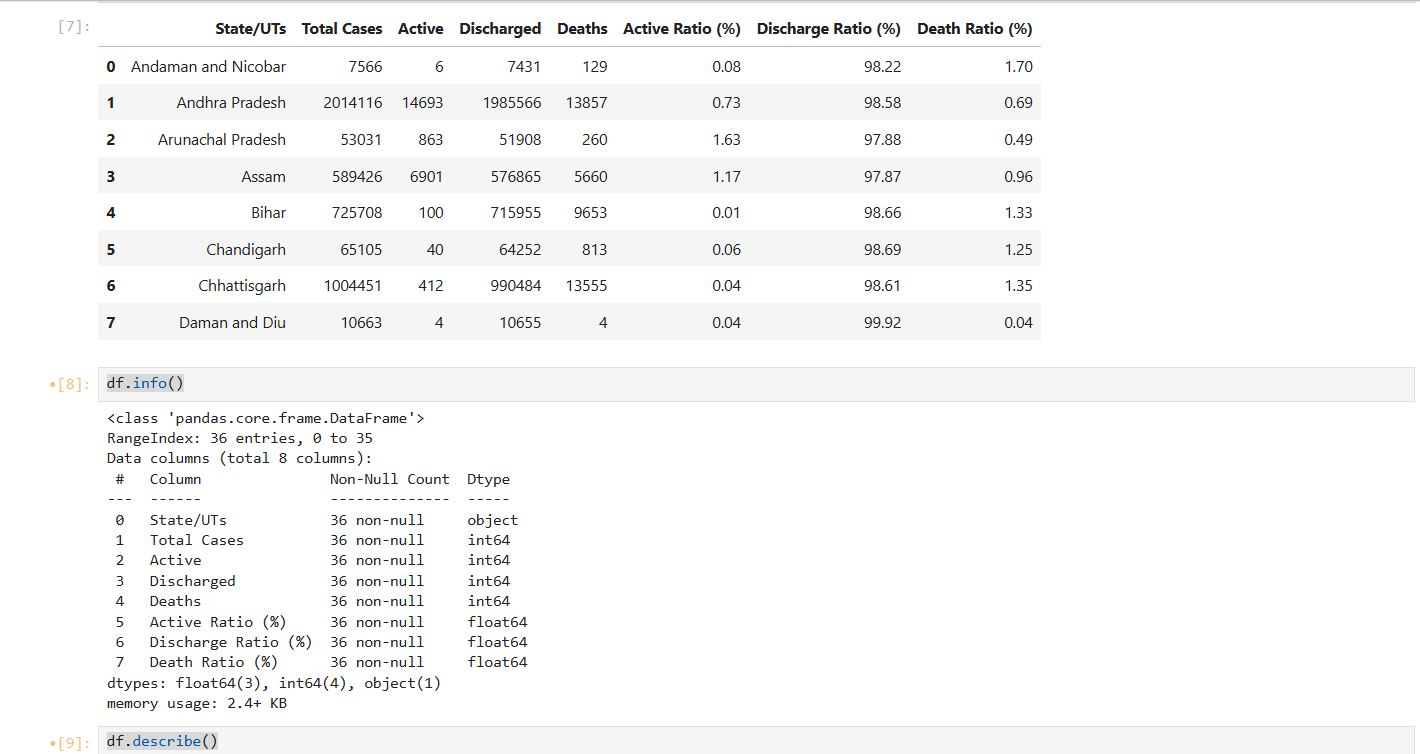 [7]:
State/UTs Total Cases Active Discharged Deaths Active Ratio (%) Discharge Ratio (%) Death Ratio (%)
0 Andaman and Nicobar 7566 6 7431 129 0.08 98.22 1.70
1 Andhra Pradesh 2014116 14693 1985566 13857 0.73 98.58 0.69
2 Arunachal Pradesh 53031 863 51908 260 1.63 97.88 0.49
3 Assam 589426 6901 576865 5660 1.17 97.87 0.96
4 Bihar 725708 100 715955 9653 0.01 98.66 1.33
5 Chandigarh 65105 40 64252 813 0.06 98.69 1.25
6 Chhattisgarh 1004451 412 990484 13555 0.04 98.61 1.35
7 Daman and Diu 10663 4 10655 4 0.04 99.92 0.04
•[8]: df.info()
<class 'pandas.core.frame.DataFrame'>
RangeIndex: 36 entries, 0 to 35
Data columns (total 8 columns):
# Column Non-Null Count Dtype
--- ------ -------------- -----
0 State/UTs 36 non-null object
1 Total Cases 36 non-null int64
2 Active 36 non-null int64
3 Discharged 36 non-null int64
4 Deaths 36 non-null int64
5 Active Ratio (%) 36 non-null float64
6 Discharge Ratio (%) 36 non-null float64
7 Death Ratio (%) 36 non-null float64
dtypes: float64(3), int64(4), object(1)
memory usage: 2.4+ KB
•[9]: df.describe()